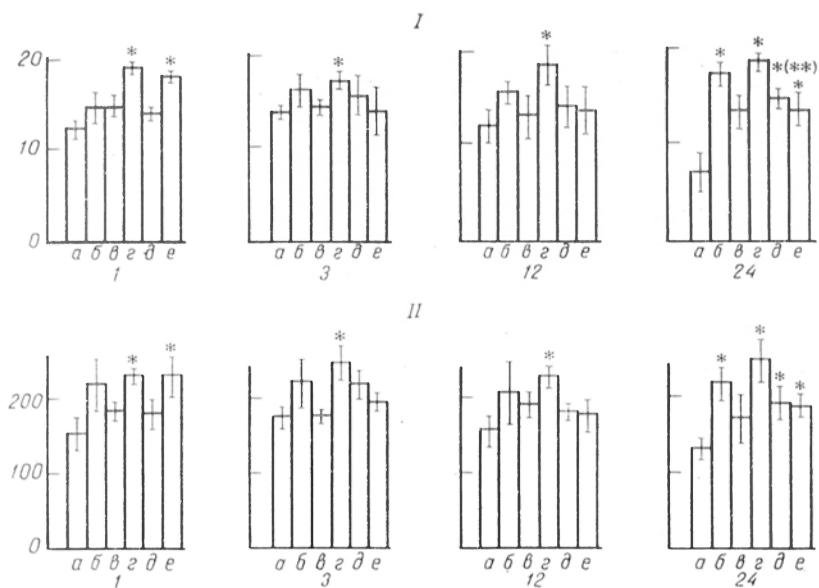 I
20
10
0
* *
*
*
* * *(**)
*
а б в г д е
1
а б в г д е
3
а б в г д е
12
а б в г д е
24
II
200
100
0
* *
*
*
* * * *
а б в г д е
1
а б в г д е
3
а б в г д е
12
а б в г д е
24